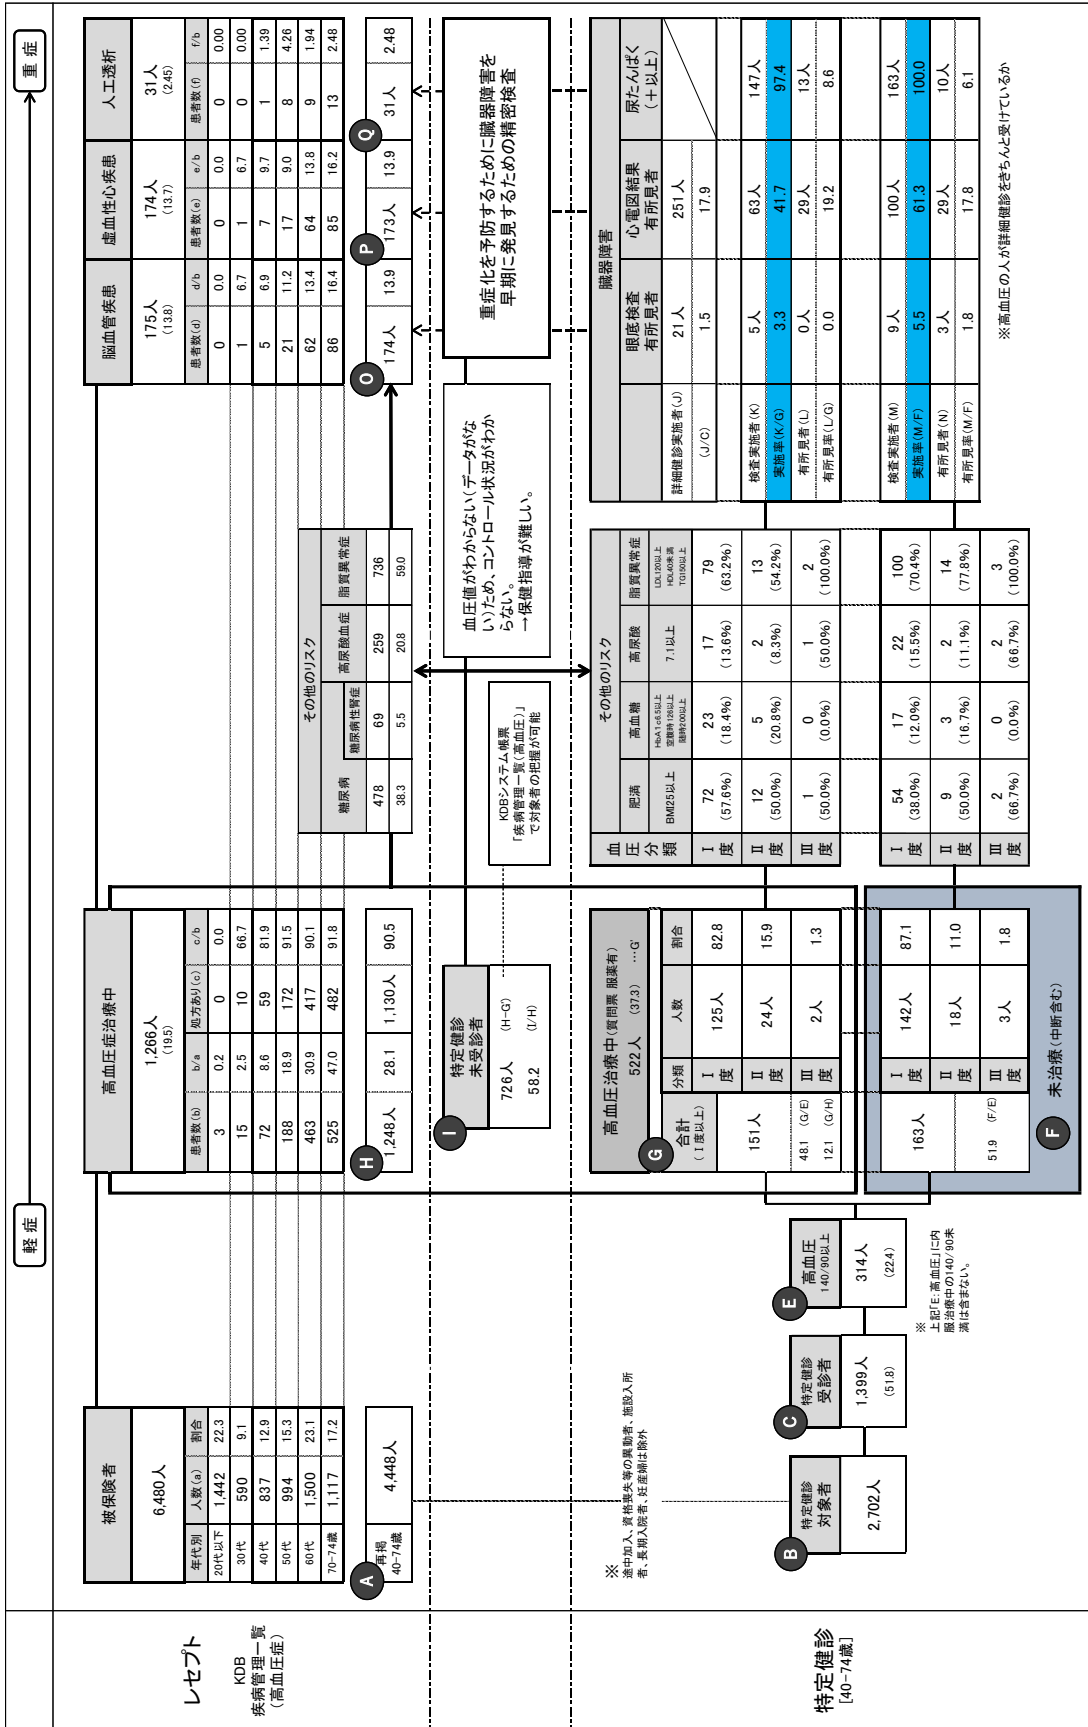 軽症
重症
レセプト
KDB
疾病管理一覧
（高血圧症）
被保険者
6,480人
年代別 人数(a) 割合
20代以下 1,442 22.3
30代 590 9.1
40代 837 12.9
50代 994 15.3
60代 1,500 23.1
70-74歳 1,117 17.2
A
再掲
40-74歳
4,448人
高血圧症治療中
1,266人
(19.5)
患者数(b) b/a 処方あり(c) c/b
3 0.2 0 0.0
15 2.5 10 66.7
72 8.6 59 81.9
188 18.9 172 91.5
463 30.9 417 90.1
525 47.0 482 91.8
H
1,248人 28.1 1,130人 90.5
その他のリスク
糖尿病 糖尿病性腎症 高尿酸血症 脂質異常症
478 69 259 736
38.3 5.5 20.8 59.0
脳血管疾患 虚血性心疾患 人工透析
175人 174人 31人
(13.8) (13.7) (2.45)
患者数(d) d/b 患者数(e) e/b 患者数(f) f/b
0 0.0 0 0.0 0 0.00
1 6.7 1 6.7 0 0.00
5 6.9 7 9.7 1 1.39
21 11.2 17 9.0 8 4.26
62 13.4 64 13.8 9 1.94
86 16.4 85 16.2 13 2.48
O P Q
174人 13.9 173人 13.9 31人 2.48
I
特定健診
未受診者
726人 (H-G')
58.2 (I/H)
KDBシステム帳票
「疾病管理一覧(高血圧)」
で対象者の把握が可能
血圧値がわからない（データがな
い）ため、コントロール状況がわか
らない。
→保健指導が難しい。
重症化を予防するために臓器障害を
早期に発見するための精密検査
特定健診
[40-74歳]
※
途中加入、資格喪失等の異動者、施設入所
者、長期入院者、妊産婦は除外
B
特定健診
対象者
2,702人
C
特定健診
受診者
1,399人
(51.8)
E
高血圧
140/90以上
314人
(22.4)
※
上記「E:高血圧」に内
服治療中の140/90未
満は含まない。
高血圧治療中(質問票 服薬有)
522人 (37.3) …G'
G
合計
（Ⅰ度以上）
分類 人数 割合
151人
48.1 (G/E)
12.1 (G/H)
Ⅰ
度 125人 82.8
Ⅱ
度 24人 15.9
Ⅲ
度 2人 1.3
163人
51.9 (F/E)
Ⅰ
度 142人 87.1
Ⅱ
度 18人 11.0
Ⅲ
度 3人 1.8
F
未治療(中断含む)
血
圧
分
類
その他のリスク
肥満 高血糖 高尿酸 脂質異常症
BMI25以上
HbA1c6.5以上
空腹時126以上
随時200以上
7.1以上
LDL120以上
HDL40未満
TG150以上
Ⅰ
度
72 23 17 79
(57.6%) (18.4%) (13.6%) (63.2%)
Ⅱ
度
12 5 2 13
(50.0%) (20.8%) (8.3%) (54.2%)
Ⅲ
度
1 0 1 2
(50.0%) (0.0%) (50.0%) (100.0%)
Ⅰ
度
54 17 22 100
(38.0%) (12.0%) (15.5%) (70.4%)
Ⅱ
度
9 3 2 14
(50.0%) (16.7%) (11.1%) (77.8%)
Ⅲ
度
2 0 2 3
(66.7%) (0.0%) (66.7%) (100.0%)
臓器障害
眼底検査
有所見者
心電図結果
有所見者
尿たんぱく
（＋以上）
詳細健診実施者(J) 21人 251人
(J/C) 1.5 17.9
検査実施者(K) 5人 63人 147人
実施率(K/G) 3.3 41.7 97.4
有所見者(L) 0人 29人 13人
有所見率(L/G) 0.0 19.2 8.6
検査実施者(M) 9人 100人 163人
実施率(M/F) 5.5 61.3 100.0
有所見者(N) 3人 29人 10人
有所見率(M/F) 1.8 17.8 6.1
※高血圧の人が詳細健診をきちんと受けているか